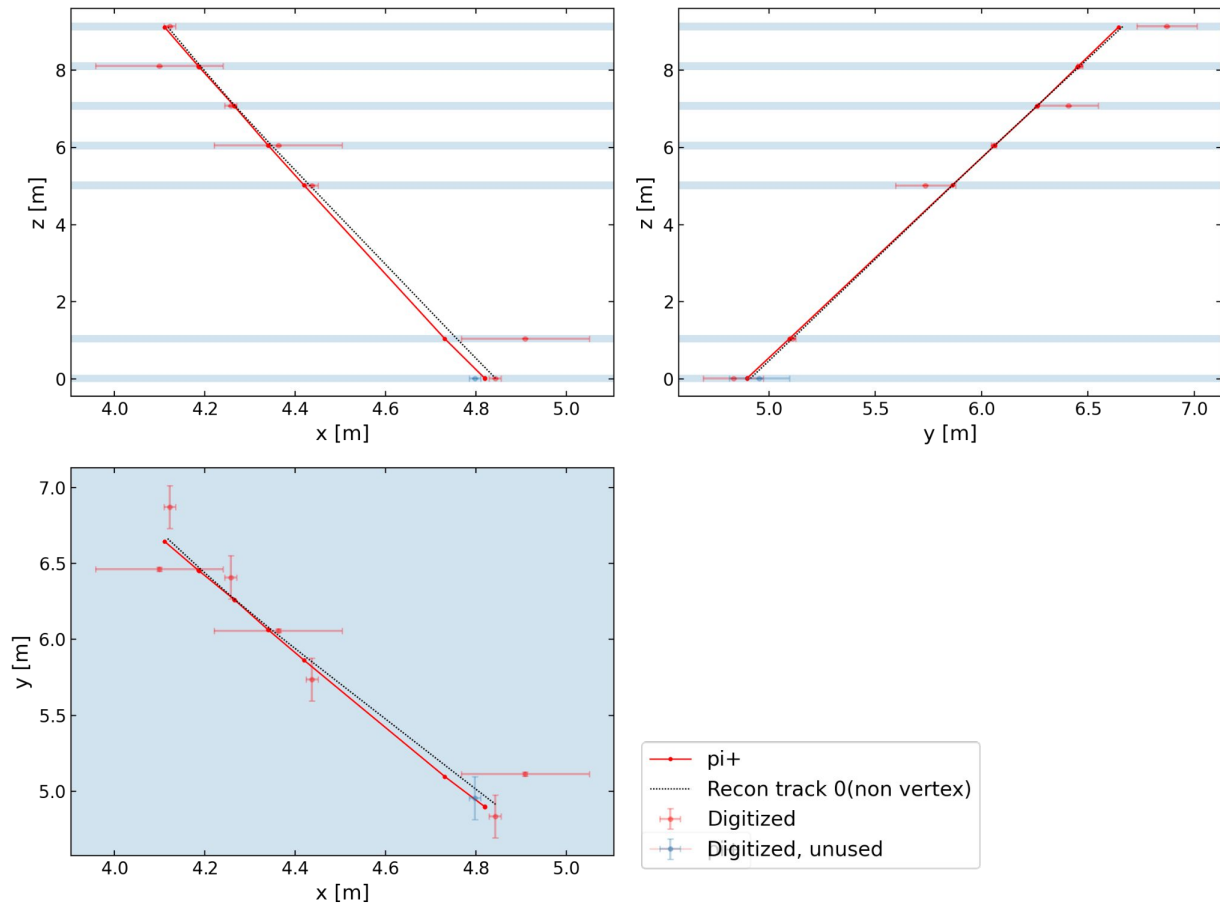 8
6
4
2
0
z [m]
4.0 4.2 4.4 4.6 4.8 5.0
x [m]
8
6
4
2
0
z [m]
5.0 5.5 6.0 6.5 7.0
y [m]
7.0
6.5
6.0
5.5
5.0
y [m]
4.0 4.2 4.4 4.6 4.8 5.0
x [m]
pi+
Recon track 0(non vertex)
Digitized
Digitized, unused